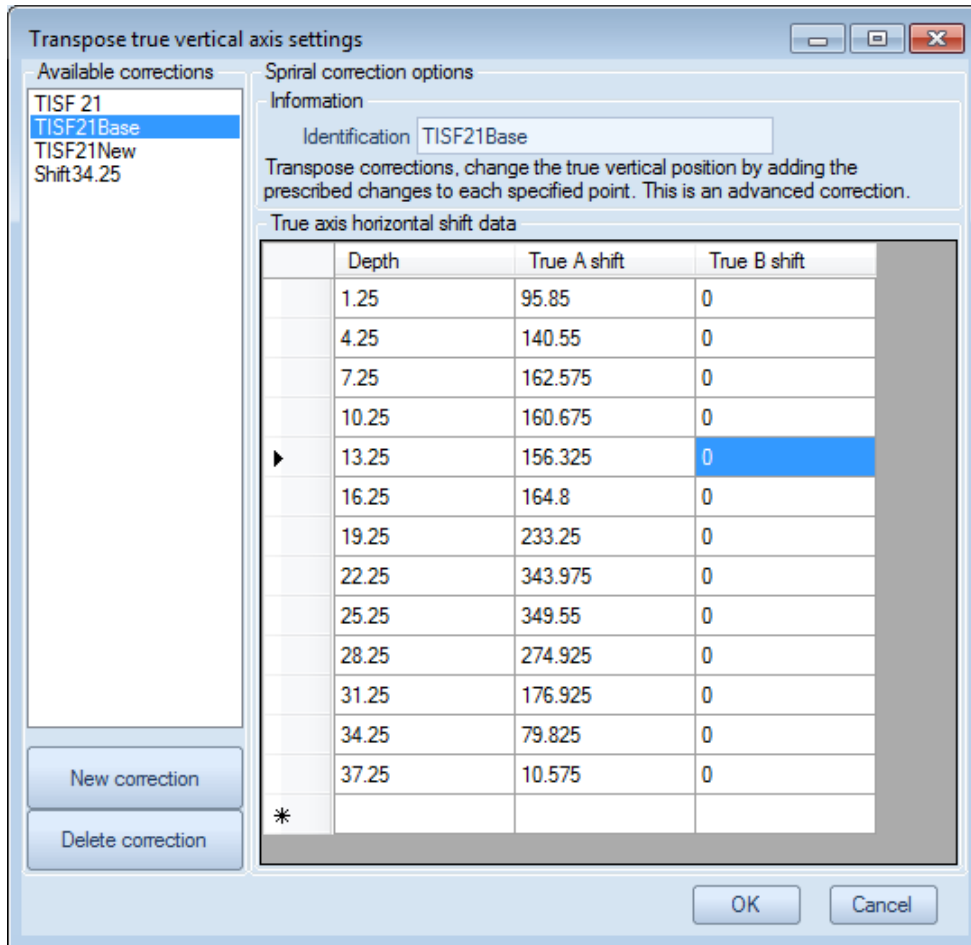 Transpose true vertical axis settings
Available corrections
TISF 21
TISF21Base
TISF21New
Shift34.25
New correction
Delete correction
Spriral correction options
Information
Identification TISF21Base
Transpose corrections, change the true vertical position by adding the
prescribed changes to each specified point. This is an advanced correction.
True axis horizontal shift data
Depth True A shift True B shift
1.25 95.85 0
4.25 140.55 0
7.25 162.575 0
10.25 160.675 0
13.25 156.325 0
16.25 164.8 0
19.25 233.25 0
22.25 343.975 0
25.25 349.55 0
28.25 274.925 0
31.25 176.925 0
34.25 79.825 0
37.25 10.575 0
OK Cancel